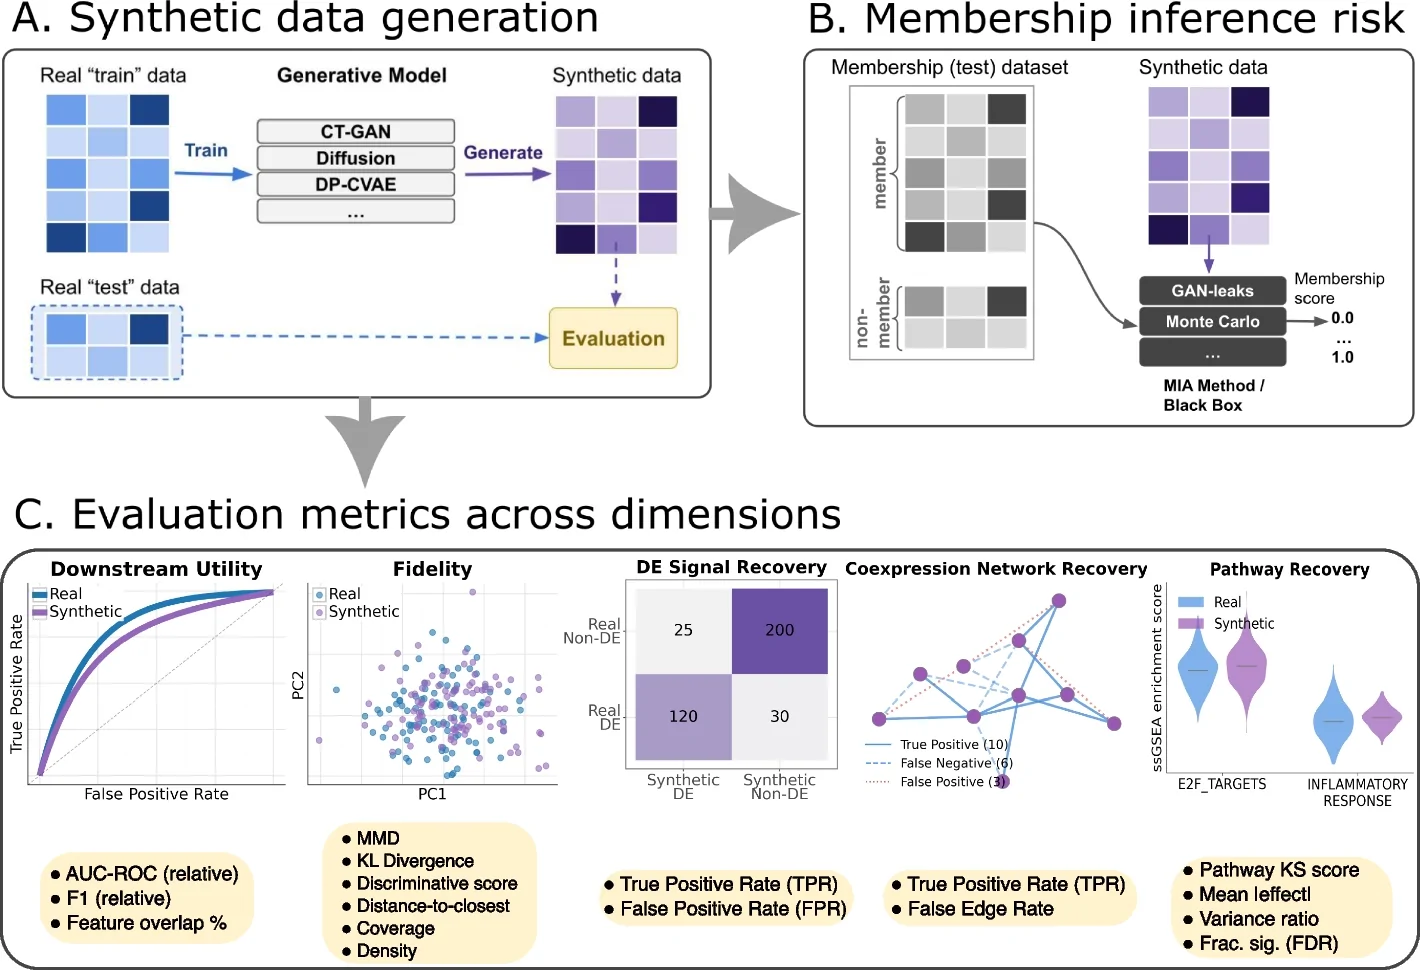 A. Synthetic data generation
Real “train” data
Generative Model
Synthetic data
Train
CT-GAN
Diffusion
DP-CVAE
...
Generate
Real “test” data
Evaluation
B. Membership inference risk
Membership (test) dataset
Synthetic data
member
non-
member
GAN-leaks
Monte Carlo
...
Membership
score
0.0
...
1.0
MIA Method /
Black Box
C. Evaluation metrics across dimensions
Downstream Utility
Real
Synthetic
True Positive Rate
False Positive Rate
● AUC-ROC (relative)
● F1 (relative)
● Feature overlap %
Fidelity
Real
Synthetic
PC2
PC1
● MMD
● KL Divergence
● Discriminative score
● Distance-to-closest
● Coverage
● Density
DE Signal Recovery
Real
Non-DE
25
200
Real
DE
120
30
Synthetic
DE
Synthetic
Non-DE
● True Positive Rate (TPR)
● False Positive Rate (FPR)
Coexpression Network Recovery
True Positive (10)
False Negative (6)
False Positive (3)
● True Positive Rate (TPR)
● False Edge Rate
Pathway Recovery
Real
Synthetic
ssGSEA enrichment score
E2F_TARGETS
INFLAMMATORY
RESPONSE
● Pathway KS score
● Mean leffectl
● Variance ratio
● Frac. sig. (FDR)